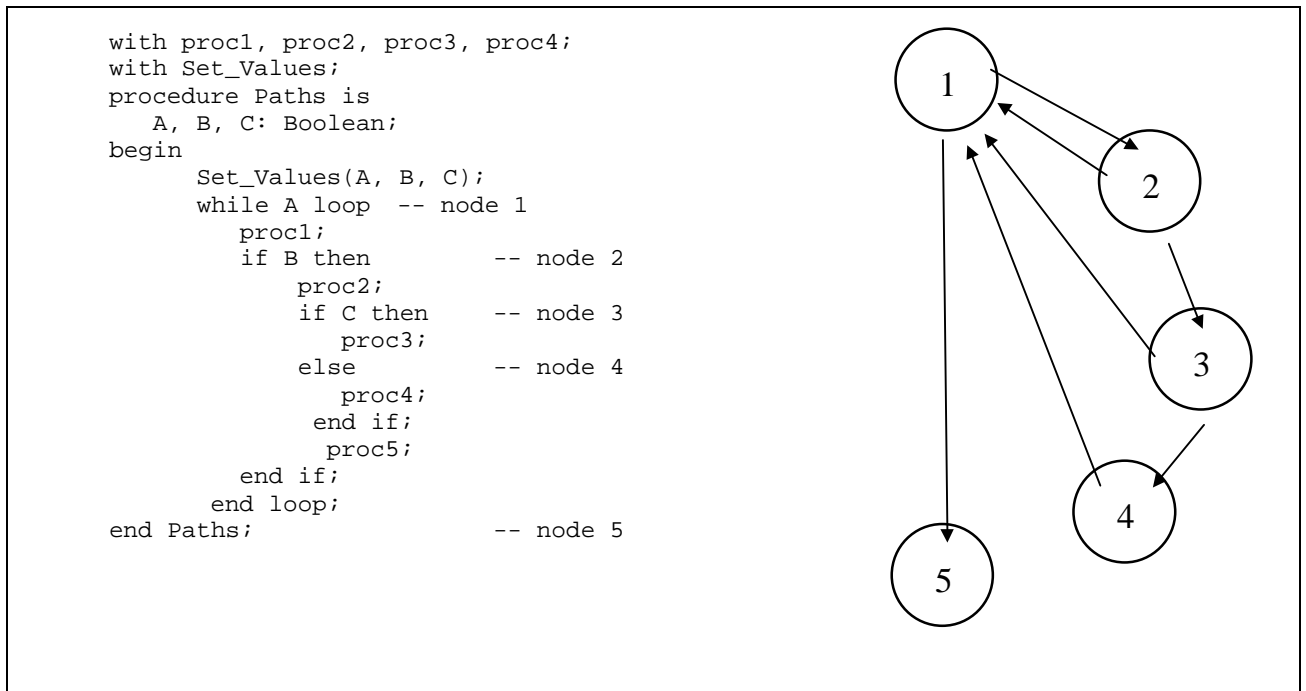 with proc1, proc2, proc3, proc4;
with Set_Values;
procedure Paths is
A, B, C: Boolean;
begin
Set_Values(A, B, C);
while A loop -- node 1
proc1;
if B then -- node 2
proc2;
if C then -- node 3
proc3;
else -- node 4
proc4;
end if;
proc5;
end if;
end loop;
end Paths; -- node 5
1
2
3
4
5